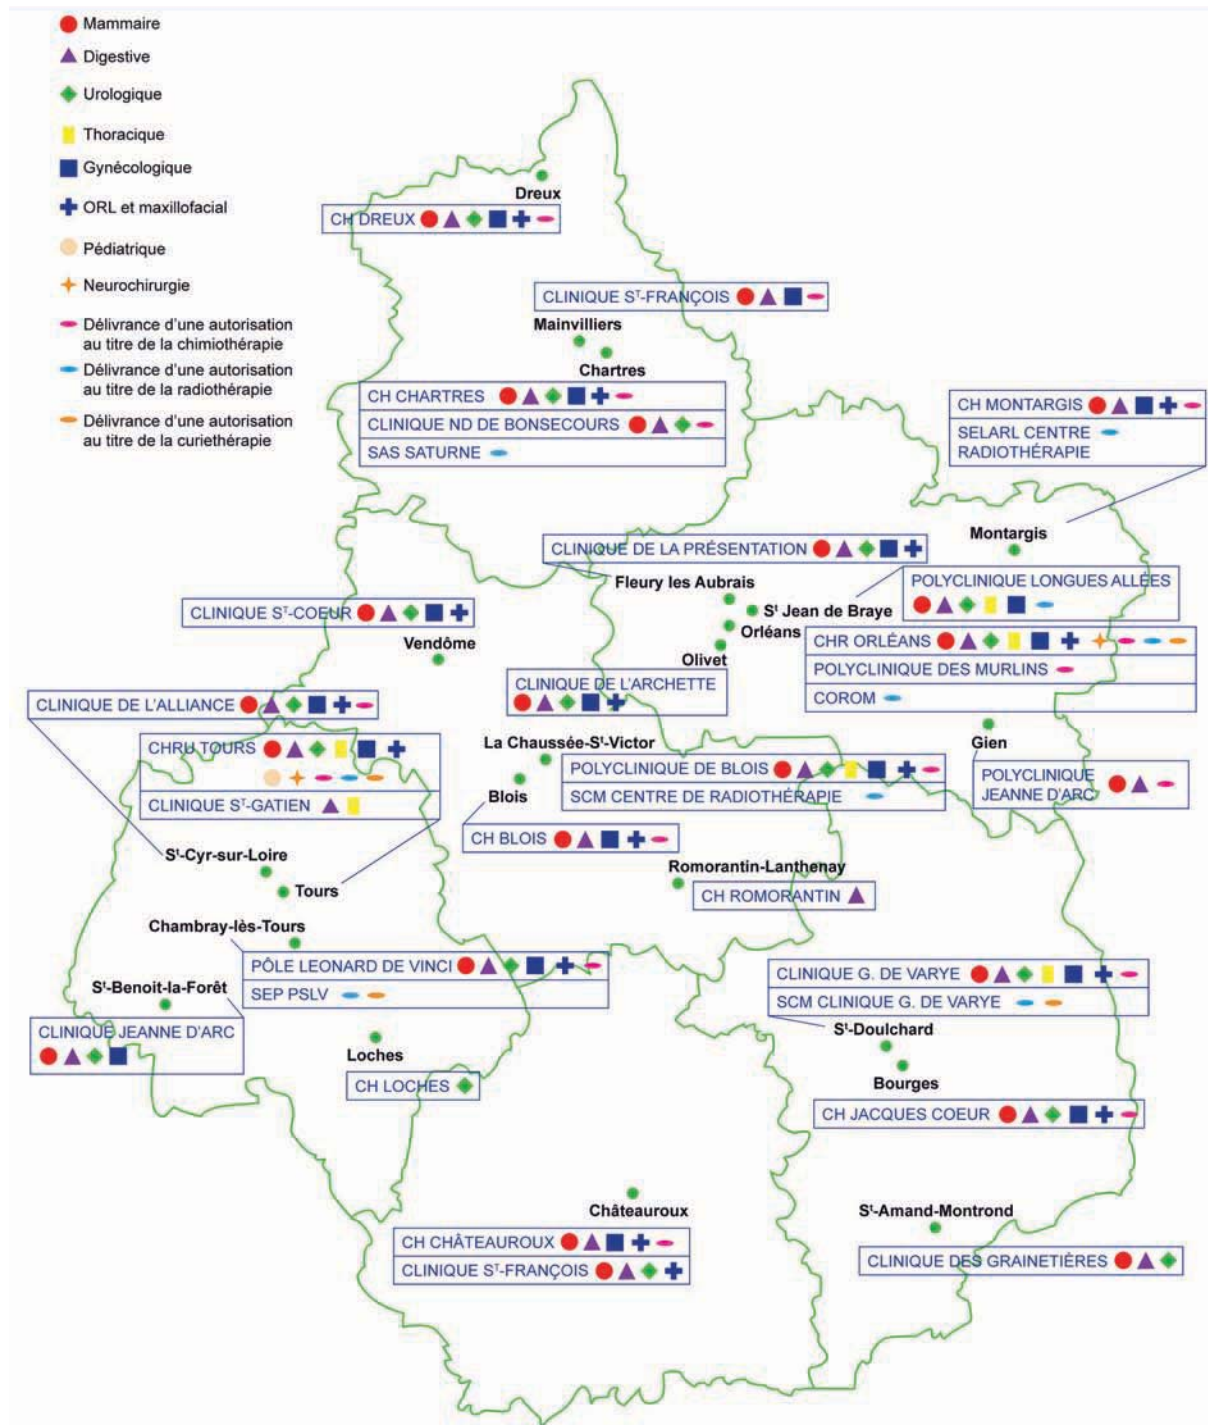 Mammaire
Digestive
Urologique
Thoracique
Gynécologique
ORL et maxillofacial
Pédiatrique
Neurochirurgie
Délivrance d'une autorisation
au titre de la chimiothérapie
Délivrance d'une autorisation
au titre de la radiothérapie
Délivrance d'une autorisation
au titre de la curiethérapie
Dreux
CH DREUX
CLINIQUE Sᵀ-FRANÇOIS
Mainvilliers
Chartres
CH CHARTRES
CLINIQUE ND DE BONSECOURS
SAS SATURNE
CH MONTARGIS
SELARL CENTRE
RADIOTHÉRAPIE
Montargis
CLINIQUE DE LA PRÉSENTATION
Fleury les Aubrais
POLYCLINIQUE LONGUES ALLÉES
Sᵗ Jean de Braye
Orléans
Olivet
CHR ORLÉANS
POLYCLINIQUE DES MURLINS
COROM
CLINIQUE Sᵀ-COEUR
Vendôme
CLINIQUE DE L'ARCHETTE
CLINIQUE DE L'ALLIANCE
CHRU TOURS
CLINIQUE Sᵀ-GATIEN
La Chaussée-Sᵗ-Victor
Blois
POLYCLINIQUE DE BLOIS
SCM CENTRE DE RADIOTHÉRAPIE
Gien
POLYCLINIQUE
JEANNE D'ARC
CH BLOIS
Sᵗ-Cyr-sur-Loire
Tours
Romorantin-Lanthenay
CH ROMORANTIN
Chambray-lès-Tours
PÔLE LEONARD DE VINCI
SEP PSLV
Sᵗ-Benoit-la-Forêt
CLINIQUE JEANNE D'ARC
Loches
CH LOCHES
CLINIQUE G. DE VARYE
SCM CLINIQUE G. DE VARYE
Sᵗ-Doulchard
Bourges
CH JACQUES COEUR
Châteauroux
CH CHÂTEAUROUX
CLINIQUE Sᵀ-FRANÇOIS
Sᵗ-Amand-Montrond
CLINIQUE DES GRAINETIÈRES